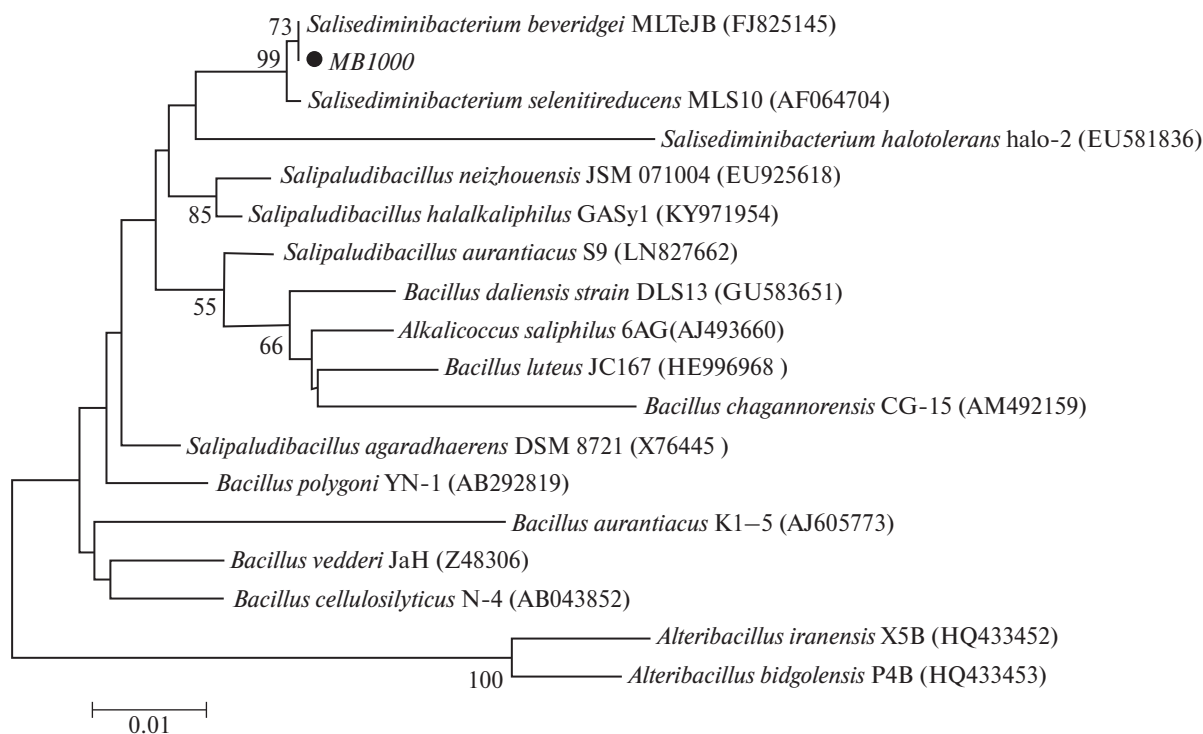 73
Salisediminibacterium beveridgei MLTeJB (FJ825145)
MB1000
99
Salisediminibacterium selenitireducens MLS10 (AF064704)
Salisediminibacterium halotolerans halo-2 (EU581836)
Salipaludibacillus neizhouensis JSM 071004 (EU925618)
85
Salipaludibacillus halalkaliphilus GASy1 (KY971954)
Salipaludibacillus aurantiacus S9 (LN827662)
Bacillus daliensis strain DLS13 (GU583651)
55
Alkalicoccus saliphilus 6AG(AJ493660)
66
Bacillus luteus JC167 (HE996968 )
Bacillus chagannorensis CG-15 (AM492159)
Salipaludibacillus agaradhaerens DSM 8721 (X76445 )
Bacillus polygoni YN-1 (AB292819)
Bacillus aurantiacus K1–5 (AJ605773)
Bacillus vedderi JaH (Z48306)
Bacillus cellulosilyticus N-4 (AB043852)
Alteribacillus iranensis X5B (HQ433452)
100
Alteribacillus bidgolensis P4B (HQ433453)
0.01